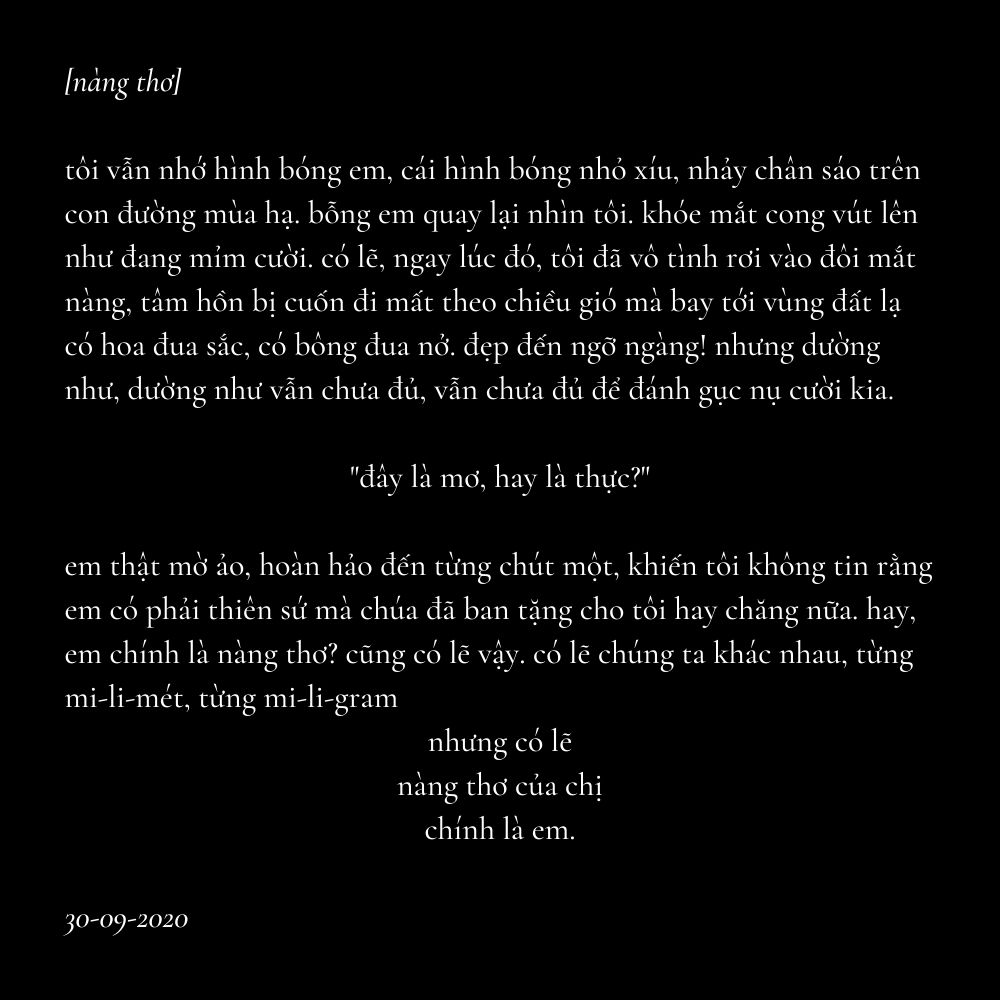 [nàng thơ]
tôi vẫn nhớ hình bóng em, cái hình bóng nhỏ xíu, nhảy chân sáo trên
con đường mùa hạ. bỗng em quay lại nhìn tôi. khóe mắt cong vút lên
như đang mỉm cười. có lẽ, ngay lúc đó, tôi đã vô tình rơi vào đôi mắt
nàng, tâm hồn bị cuốn đi mất theo chiều gió mà bay tới vùng đất lạ
có hoa đua sắc, có bông đua nở. đẹp đến ngỡ ngàng! nhưng dường
như, dường như vẫn chưa đủ, vẫn chưa đủ để đánh gục nụ cười kia.
"đây là mơ, hay là thực?"
em thật mờ ảo, hoàn hảo đến từng chút một, khiến tôi không tin rằng
em có phải thiên sứ mà chúa đã ban tặng cho tôi hay chăng nữa. hay,
em chính là nàng thơ? cũng có lẽ vậy. có lẽ chúng ta khác nhau, từng
mi-li-mét, từng mi-li-gram
nhưng có lẽ
nàng thơ của chị
chính là em.
30-09-2020